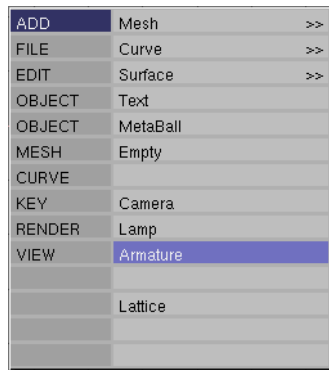 ADD Mesh >>
FILE Curve >>
EDIT Surface >>
OBJECT Text
OBJECT MetaBall
MESH Empty
CURVE
KEY Camera
RENDER Lamp
VIEW Armature
Lattice